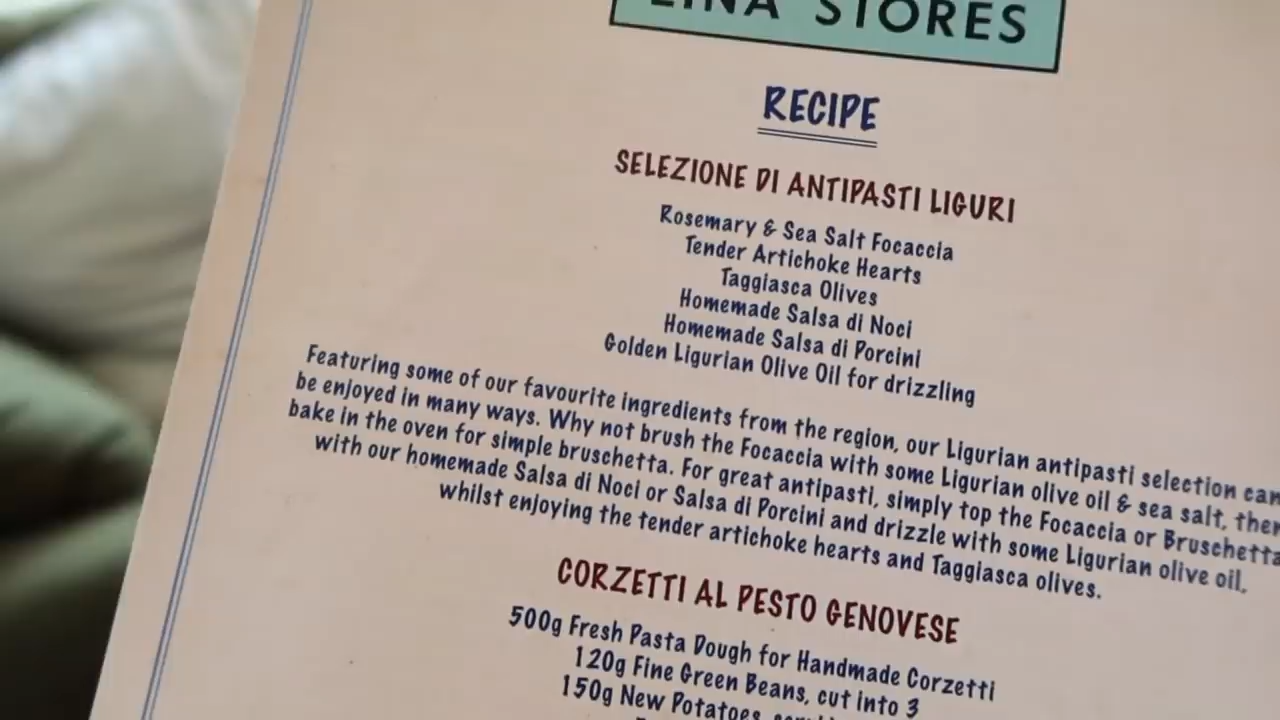 LINA STORES
RECIPE
SELEZIONE DI ANTIPASTI LIGURI
Rosemary & Sea Salt Focaccia
Tender Artichoke Hearts
Taggiasca Olives
Homemade Salsa di Noci
Homemade Salsa di Porcini
Golden Ligurian Olive Oil for drizzling
Featuring some of our favourite ingredients from the region, our Ligurian antipasti selection can
be enjoyed in many ways. Why not brush the Focaccia with some Ligurian olive oil & sea salt, then
bake in the oven for simple bruschetta. For great antipasti, simply top the Focaccia or Bruschetta
with our homemade Salsa di Noci or Salsa di Porcini and drizzle with some Ligurian olive oil,
whilst enjoying the tender artichoke hearts and Taggiasca olives.
CORZETTI AL PESTO GENOVESE
500g Fresh Pasta Dough for Handmade Corzetti
120g Fine Green Beans, cut into 3
150g New Potatoes,